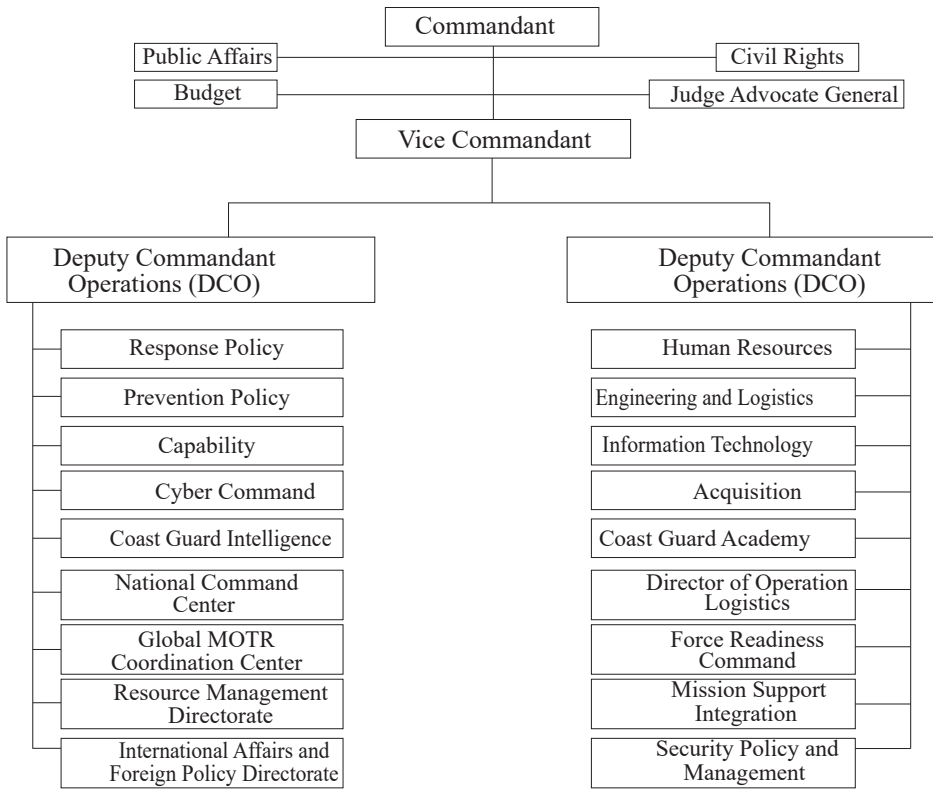 Commandant
Public Affairs
Civil Rights
Budget
Judge Advocate General
Vice Commandant
Deputy Commandant
Operations (DCO)
Response Policy
Prevention Policy
Capability
Cyber Command
Coast Guard Intelligence
National Command
Center
Global MOTR
Coordination Center
Resource Management
Directorate
International Affairs and
Foreign Policy Directorate
Deputy Commandant
Operations (DCO)
Human Resources
Engineering and Logistics
Information Technology
Acquisition
Coast Guard Academy
Director of Operation
Logistics
Force Readiness
Command
Mission Support
Integration
Security Policy and
Management